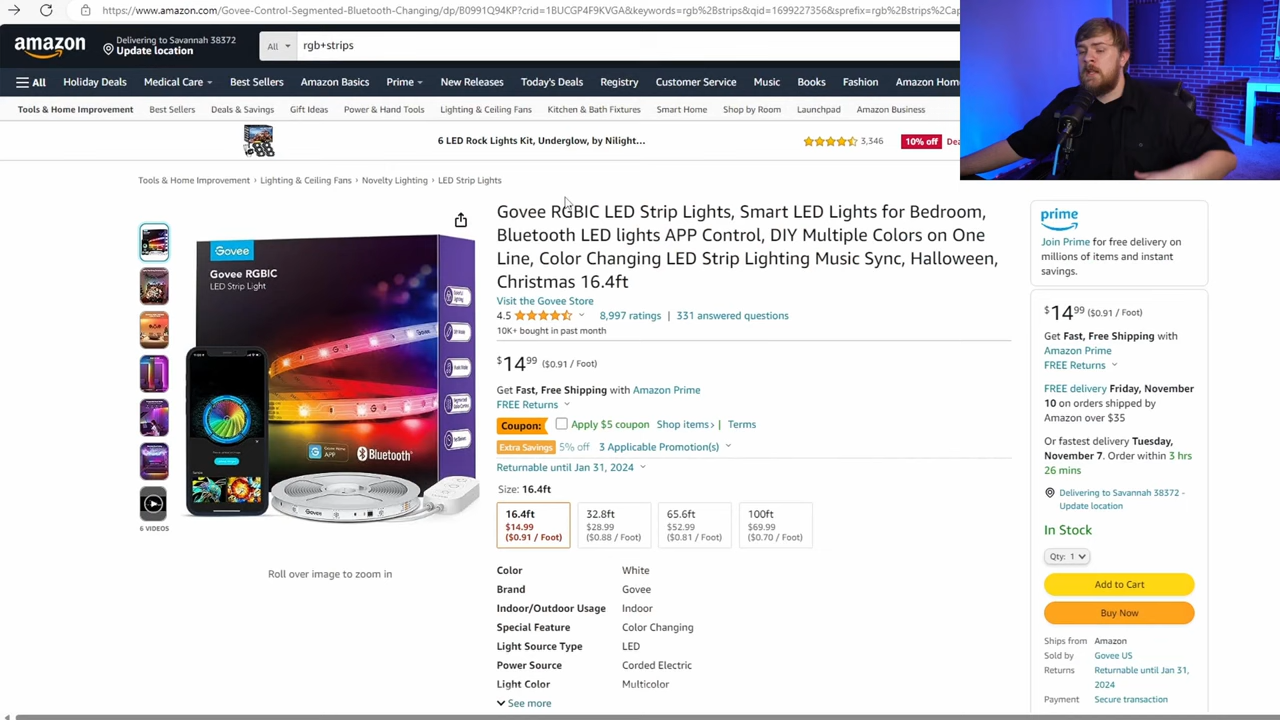 https://www.amazon.com/Govee-Control-Segmented-Bluetooth-Changing/dp/B0991Q94KP?crid=1BUCGP4F9KVGA&keywords=rgb%2Bstrips&qid=1699227356&sprefix=rgb%2Bstrips%2Cap
amazon
Delivering to Savannah 38372
Update location
All
rgb+strips
All
Holiday Deals
Medical Care
Best Sellers
Amazon Basics
Prime
New Releases
Registry
Customer Service
Music
Books
Fashion
Amazon Hom
Tools & Home Improvement
Best Sellers
Deals & Savings
Gift Ideas
Power & Hand Tools
Lighting & Ceiling Fans
Kitchen & Bath Fixtures
Smart Home
Shop by Room
Launchpad
Amazon Business
6 LED Rock Lights Kit, Underglow, by Nilight...
3,346
10% off
Dea
Tools & Home Improvement › Lighting & Ceiling Fans › Novelty Lighting › LED Strip Lights
Govee
Govee RGBIC
LED Strip Light
Bluetooth
6 VIDEOS
Roll over image to zoom in
Govee RGBIC LED Strip Lights, Smart LED Lights for Bedroom,
Bluetooth LED lights APP Control, DIY Multiple Colors on One
Line, Color Changing LED Strip Lighting Music Sync, Halloween,
Christmas 16.4ft
Visit the Govee Store
4.5
8,997 ratings | 331 answered questions
10K+ bought in past month
$14 99 ($0.91 / Foot)
Get Fast, Free Shipping with Amazon Prime
FREE Returns
Coupon: Apply $5 coupon Shop items › | Terms
Extra Savings 5% off 3 Applicable Promotion(s)
Returnable until Jan 31, 2024
Size: 16.4ft
16.4ft
$14.99
($0.91 / Foot)
32.8ft
$28.99
($0.88 / Foot)
65.6ft
$52.99
($0.81 / Foot)
100ft
$69.99
($0.70 / Foot)
Color White
Brand Govee
Indoor/Outdoor Usage Indoor
Special Feature Color Changing
Light Source Type LED
Power Source Corded Electric
Light Color Multicolor
See more
prime
Join Prime for free delivery on
millions of items and instant
savings.
$14 99 ($0.91 / Foot)
Get Fast, Free Shipping with
Amazon Prime
FREE Returns
FREE delivery Friday, November
10 on orders shipped by
Amazon over $35
Or fastest delivery Tuesday,
November 7. Order within 3 hrs
26 mins
Delivering to Savannah 38372 -
Update location
In Stock
Qty: 1
Add to Cart
Buy Now
Ships from Amazon
Sold by Govee US
Returns Returnable until Jan 31,
2024
Payment Secure transaction